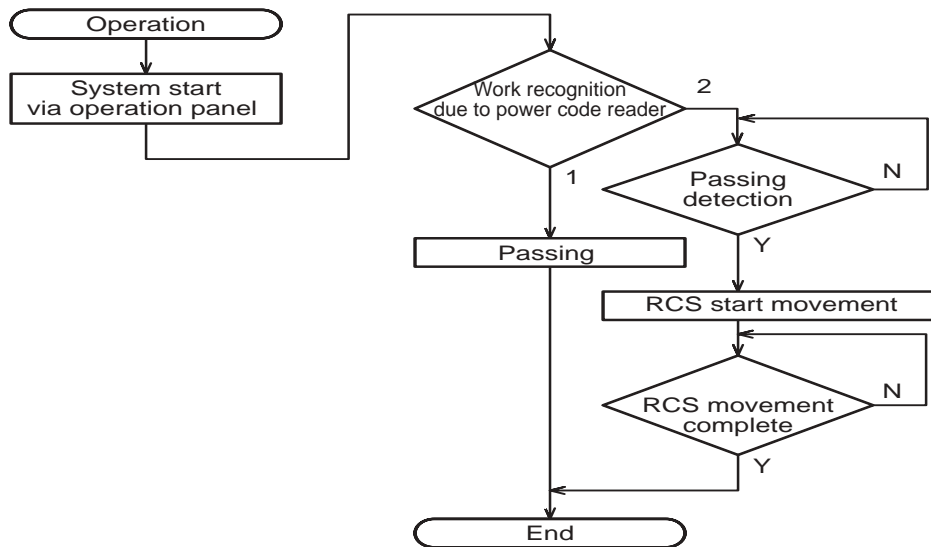 Operation
System start
via operation panel
Work recognition
due to power code reader
2
1
Passing
detection
N
Y
Passing
RCS start movement
RCS movement
complete
N
Y
End